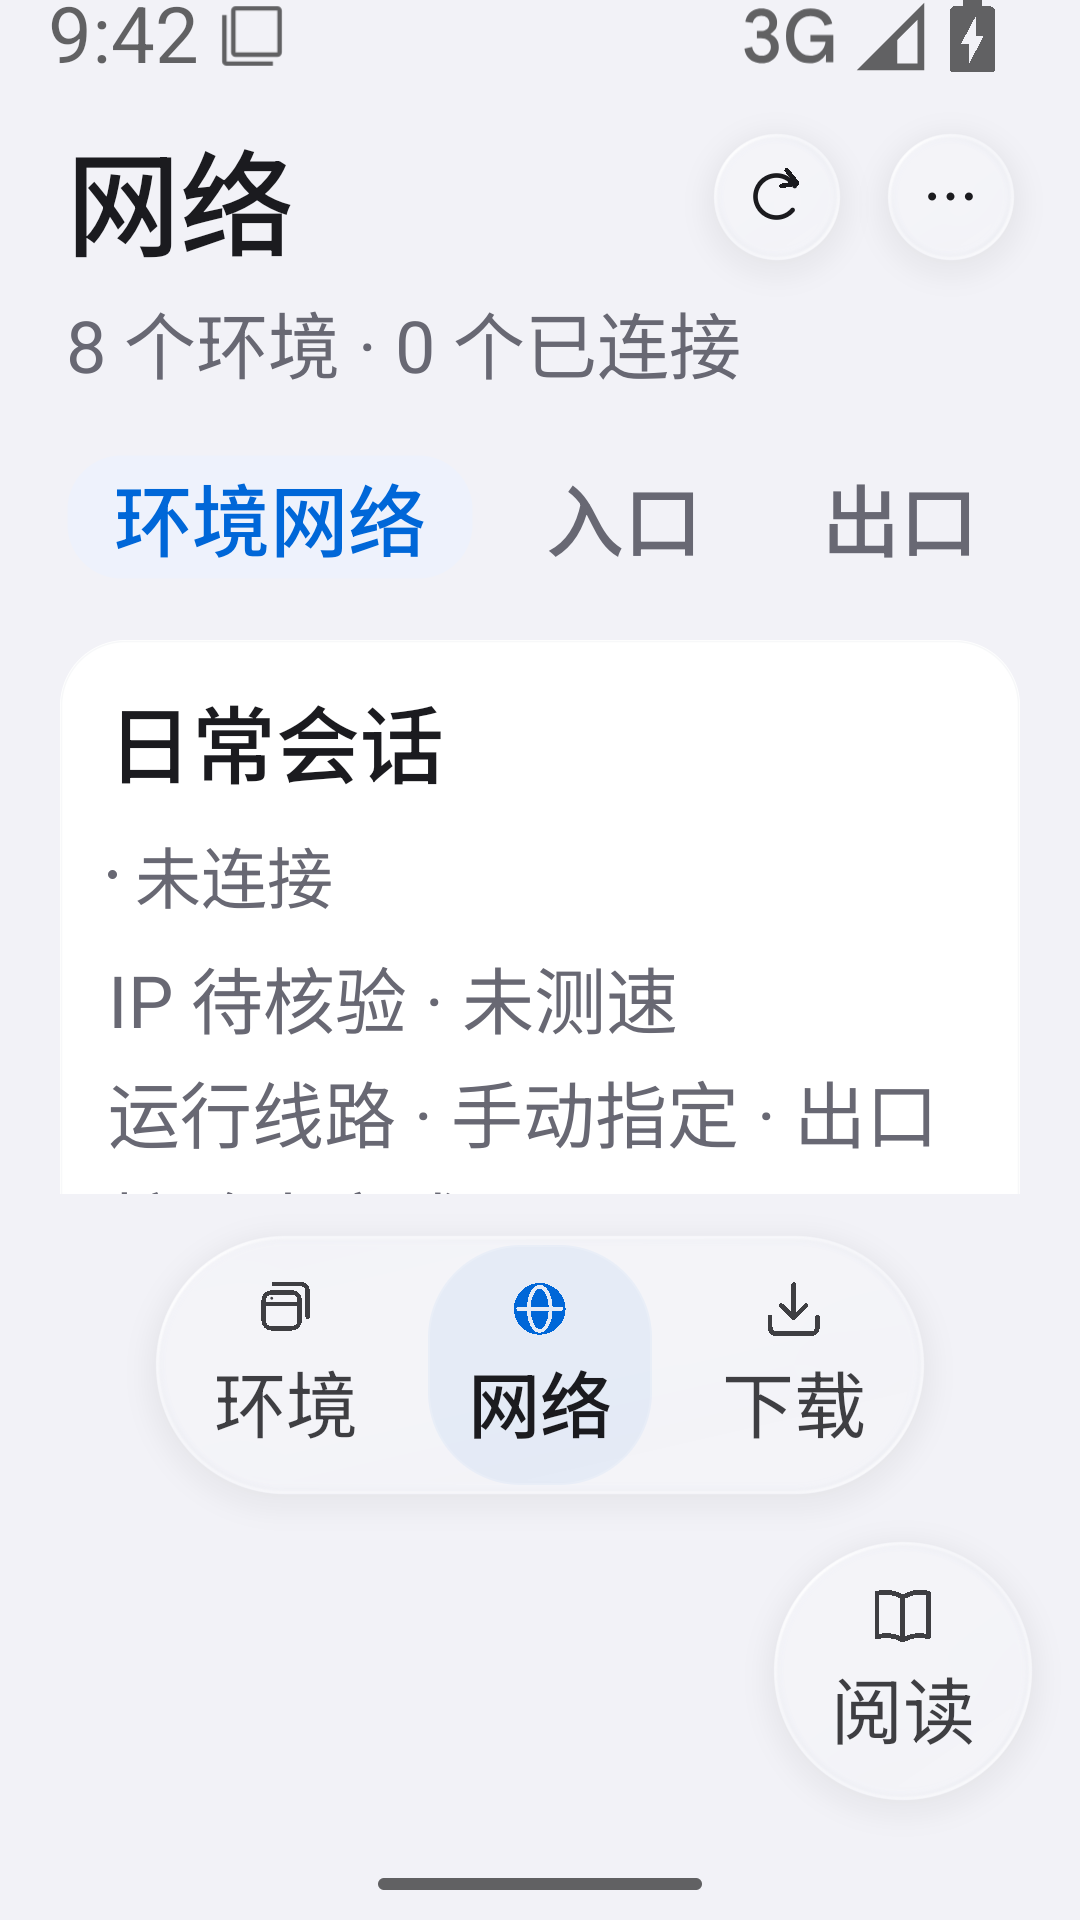 9:42
3G
网络
8 个环境 · 0 个已连接
环境网络
入口
出口
日常会话
· 未连接
IP 待核验 · 未测速
运行线路 · 手动指定 · 出口
环境
网络
下载
阅读